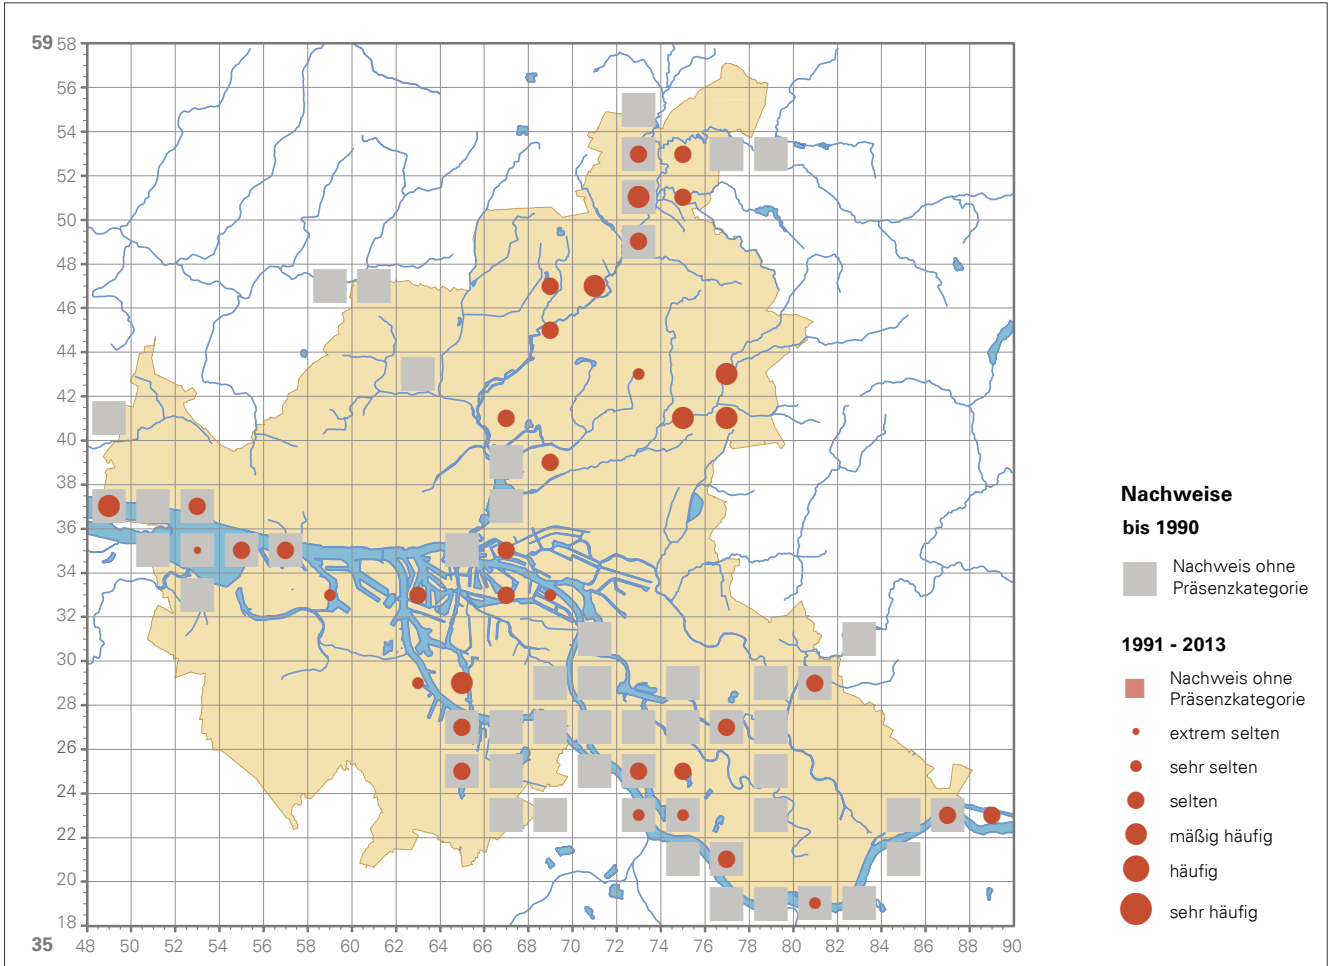 59 58
56
54
52
50
48
46
44
42
40
38
36
34
32
30
28
26
24
22
20
18
35
48 50 52 54 56 58 60 62 64 66 68 70 72 74 76 78 80 82 84 86 88 90
Nachweise
bis 1990
Nachweis ohne
Präsenzkategorie
1991 - 2013
Nachweis ohne
Präsenzkategorie
extrem selten
sehr selten
selten
mäßig häufig
häufig
sehr häufig